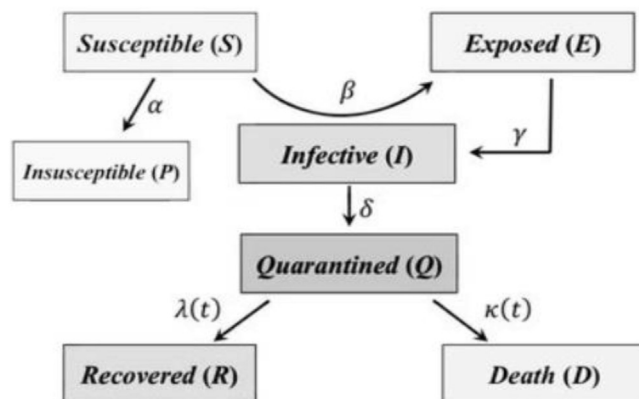 Susceptible (S)
Exposed (E)
α
β
Insusceptible (P)
Infective (I)
γ
δ
Quarantined (Q)
λ(t)
κ(t)
Recovered (R)
Death (D)